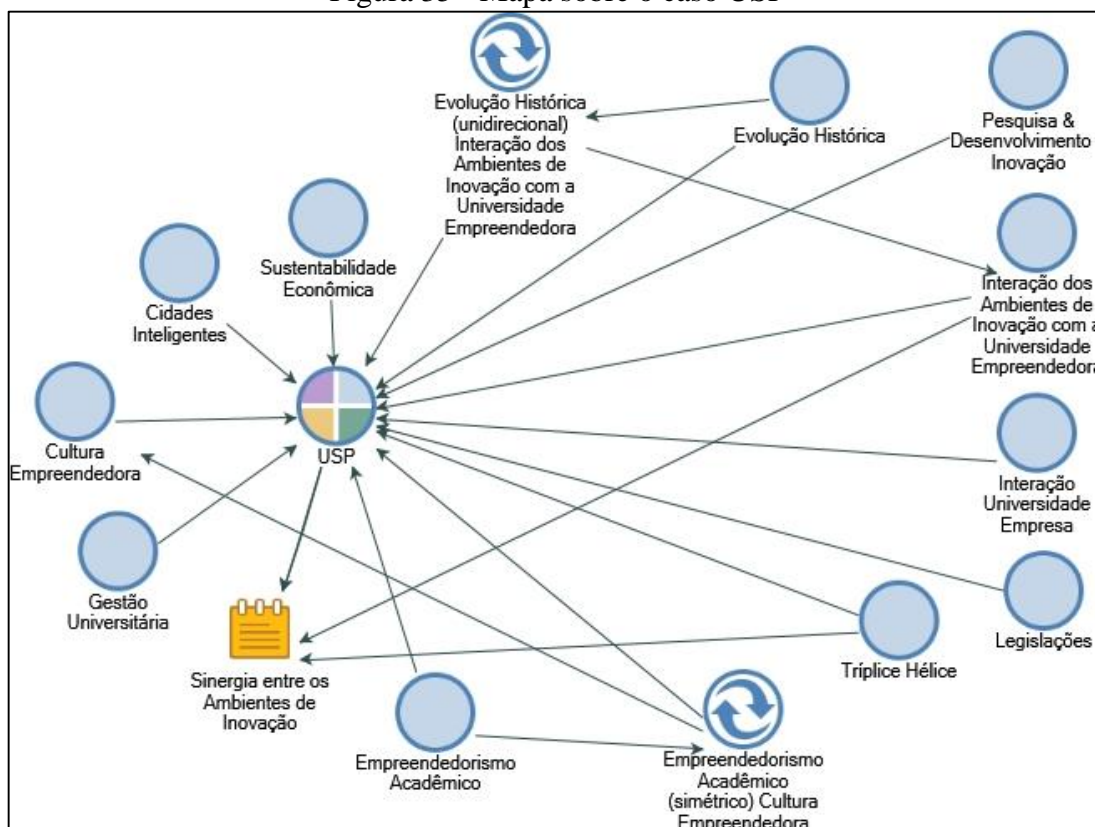 Figura 35 - Mapa sobre o caso USP
Evolução Histórica
(unidirecional)
Interação dos
Ambientes de
Inovação com a
Universidade
Empreendedora
Evolução Histórica
Pesquisa &
Desenvolvimento
Inovação
Sustentabilidade
Econômica
Cidades
Inteligentes
Interação dos
Ambientes de
Inovação com a
Universidade
Empreendedora
Cultura
Empreendedora
USP
Interação
Universidade
Empresa
Gestão
Universitária
Legislações
Tríplice Hélice
Sinergia entre os
Ambientes de
Inovação
Empreendedorismo
Acadêmico
Empreendedorismo
Acadêmico
(simétrico) Cultura
Empreendedora